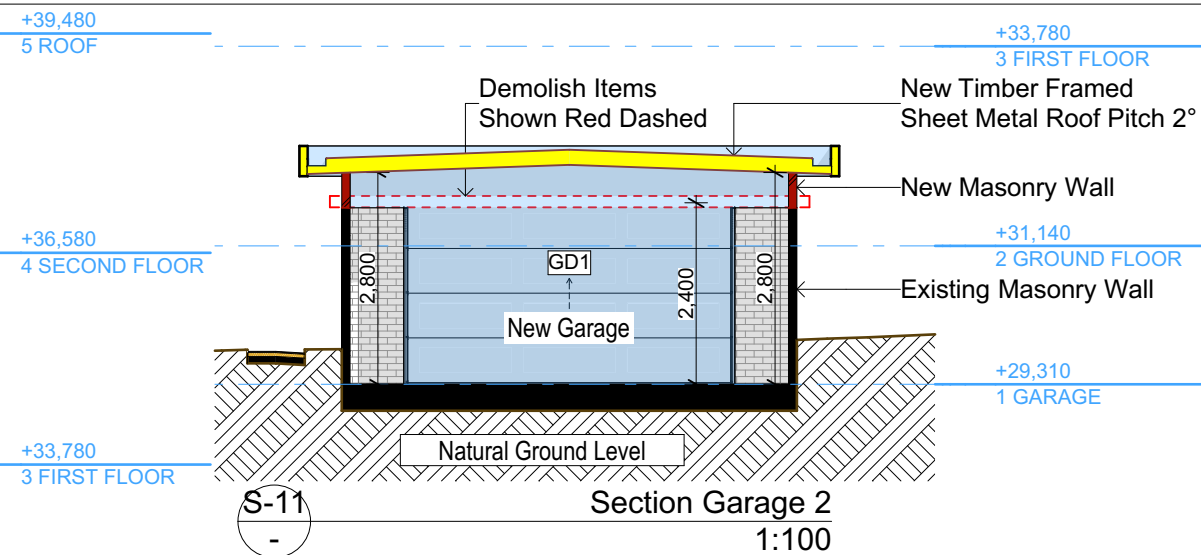 +39,480
5 ROOF
+33,780
3 FIRST FLOOR
Demolish Items
Shown Red Dashed
New Timber Framed
Sheet Metal Roof Pitch 2°
New Masonry Wall
+36,580
4 SECOND FLOOR
+31,140
2 GROUND FLOOR
GD1
2,800
2,400
2,800
Existing Masonry Wall
New Garage
+29,310
1 GARAGE
Natural Ground Level
+33,780
3 FIRST FLOOR
S-11
-
Section Garage 2
1:100